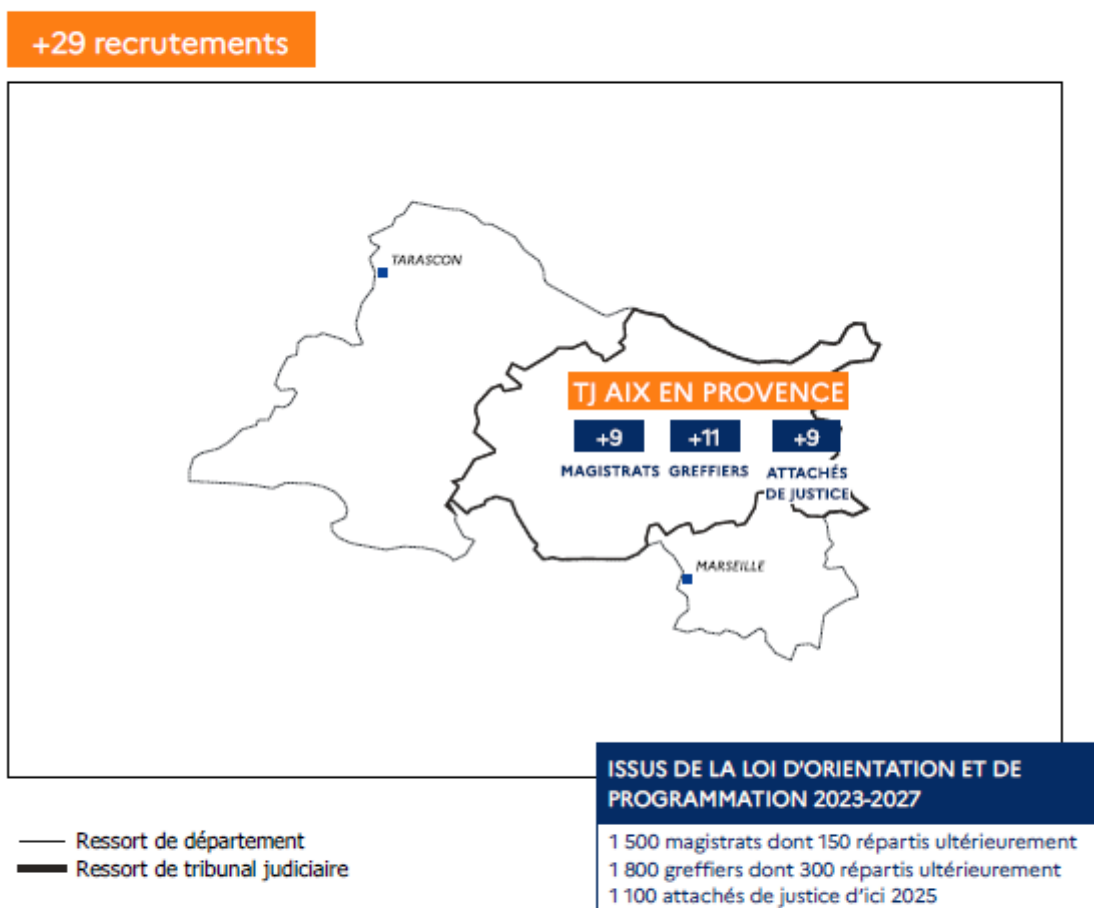 +29 recrutements
TARASCON
TJ AIX EN PROVENCE
+9 +11 +9
MAGISTRATS GREFFIERS ATTACHÉS
DE JUSTICE
MARSEILLE
ISSUS DE LA LOI D'ORIENTATION ET DE
PROGRAMMATION 2023-2027
1 500 magistrats dont 150 répartis ultérieurement
1 800 greffiers dont 300 répartis ultérieurement
1 100 attachés de justice d'ici 2025
Ressort de département
Ressort de tribunal judiciaire